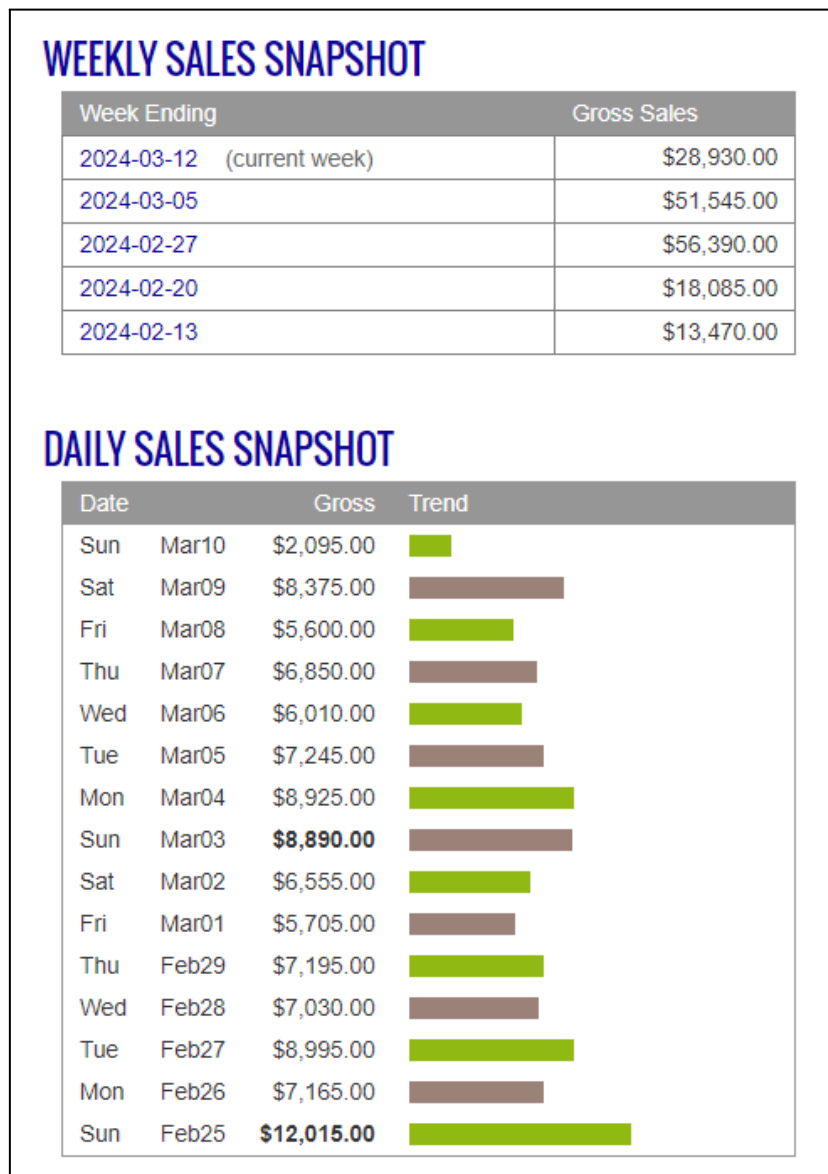 WEEKLY SALES SNAPSHOT
Week Ending Gross Sales
2024-03-12 (current week) $28,930.00
2024-03-05 $51,545.00
2024-02-27 $56,390.00
2024-02-20 $18,085.00
2024-02-13 $13,470.00
DAILY SALES SNAPSHOT
Date Gross Trend
Sun Mar10 $2,095.00
Sat Mar09 $8,375.00
Fri Mar08 $5,600.00
Thu Mar07 $6,850.00
Wed Mar06 $6,010.00
Tue Mar05 $7,245.00
Mon Mar04 $8,925.00
Sun Mar03 $8,890.00
Sat Mar02 $6,555.00
Fri Mar01 $5,705.00
Thu Feb29 $7,195.00
Wed Feb28 $7,030.00
Tue Feb27 $8,995.00
Mon Feb26 $7,165.00
Sun Feb25 $12,015.00